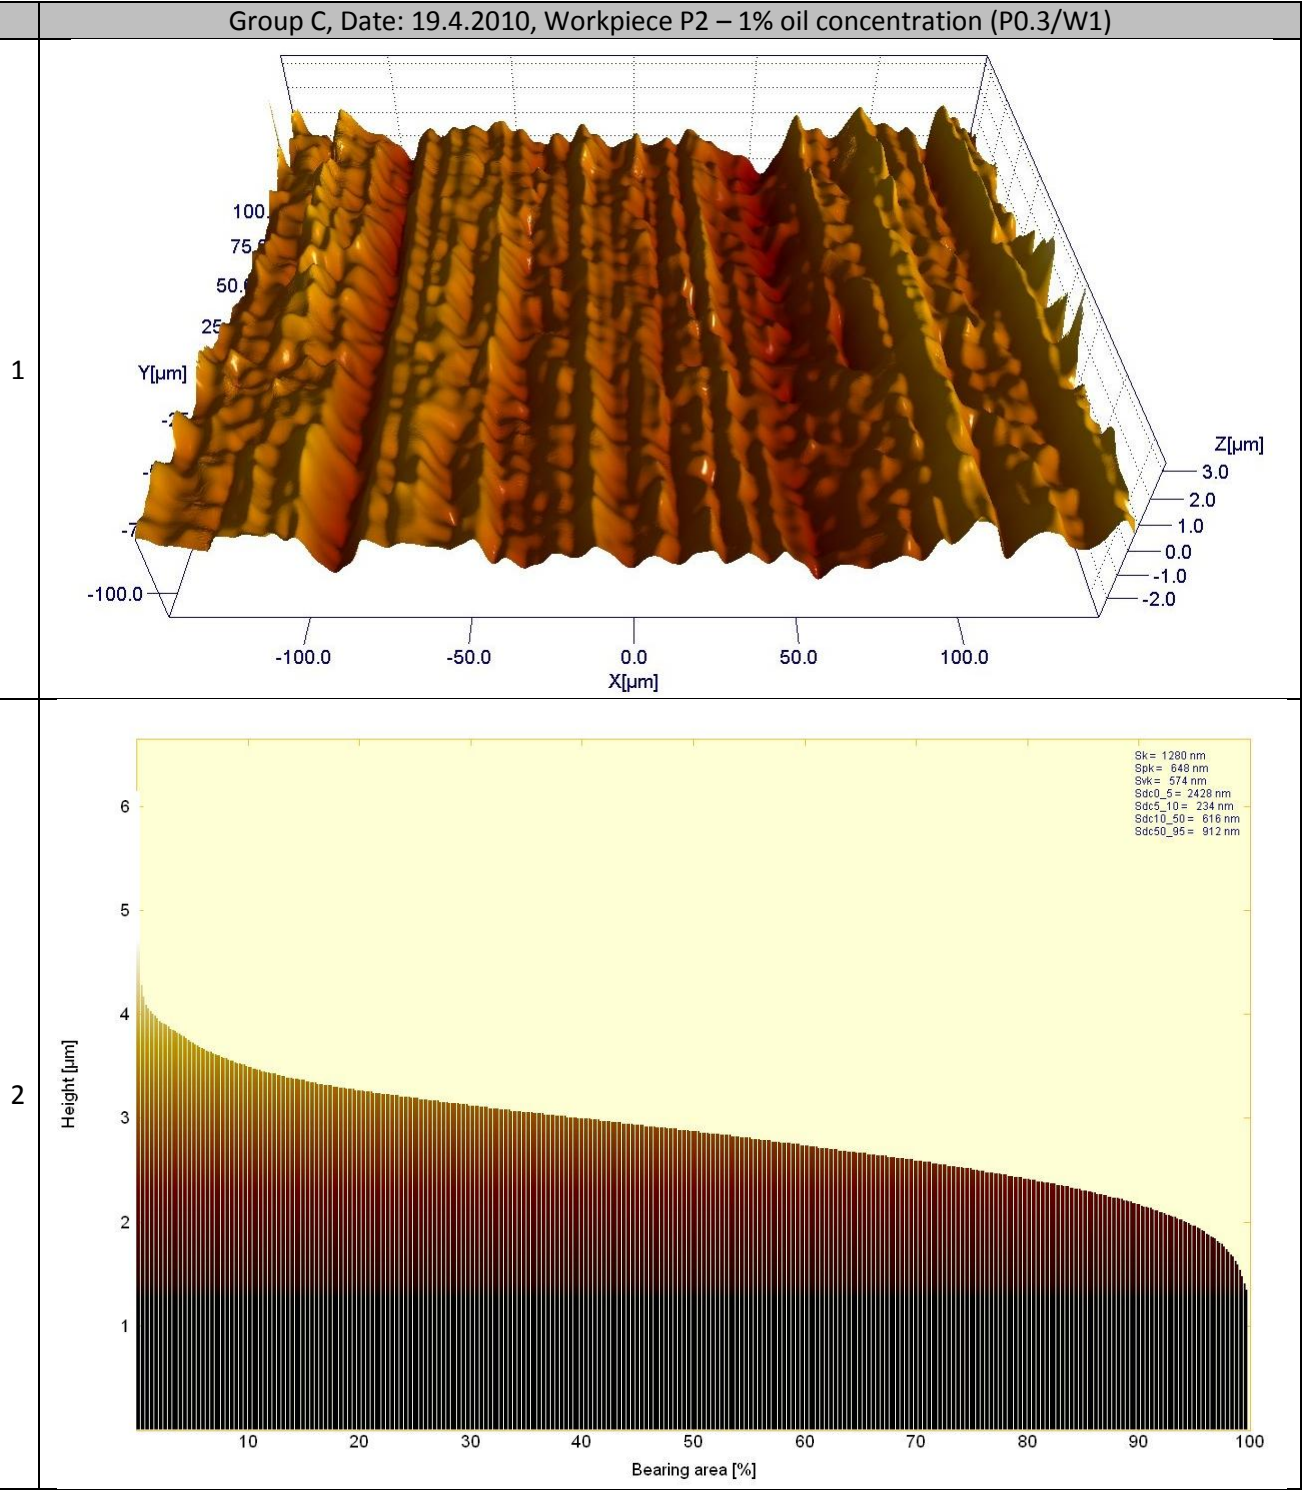 Group C, Date: 19.4.2010, Workpiece P2 – 1% oil concentration (P0.3/W1)
1
100.
75.
50.
25
Y[µm]
-100.0
-100.0
-50.0
0.0
50.0
100.0
X[µm]
Z[µm]
3.0
2.0
1.0
0.0
-1.0
-2.0
2
Sk= 1280 nm
Spk= 648 nm
Svk= 574 nm
Sdc0_5= 2428 nm
Sdc5_10= 234 nm
Sdc10_50= 616 nm
Sdc50_95= 912 nm
6
5
4
3
2
1
Height [µm]
10 20 30 40 50 60 70 80 90 100
Bearing area [%]